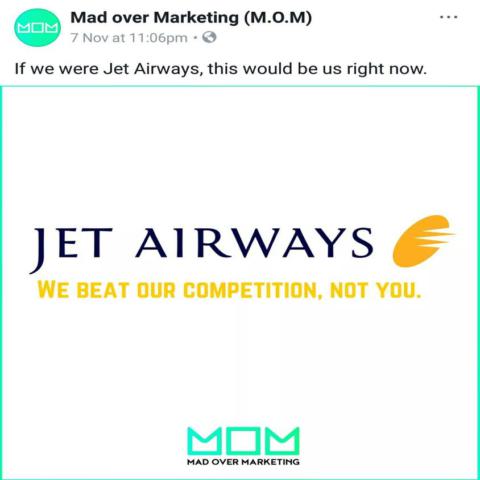 MOM
Mad over Marketing (M.O.M)
7 Nov at 11:06pm ·
If we were Jet Airways, this would be us right now.
JET AIRWAYS
WE BEAT OUR COMPETITION, NOT YOU.
MOM
MAD OVER MARKETING